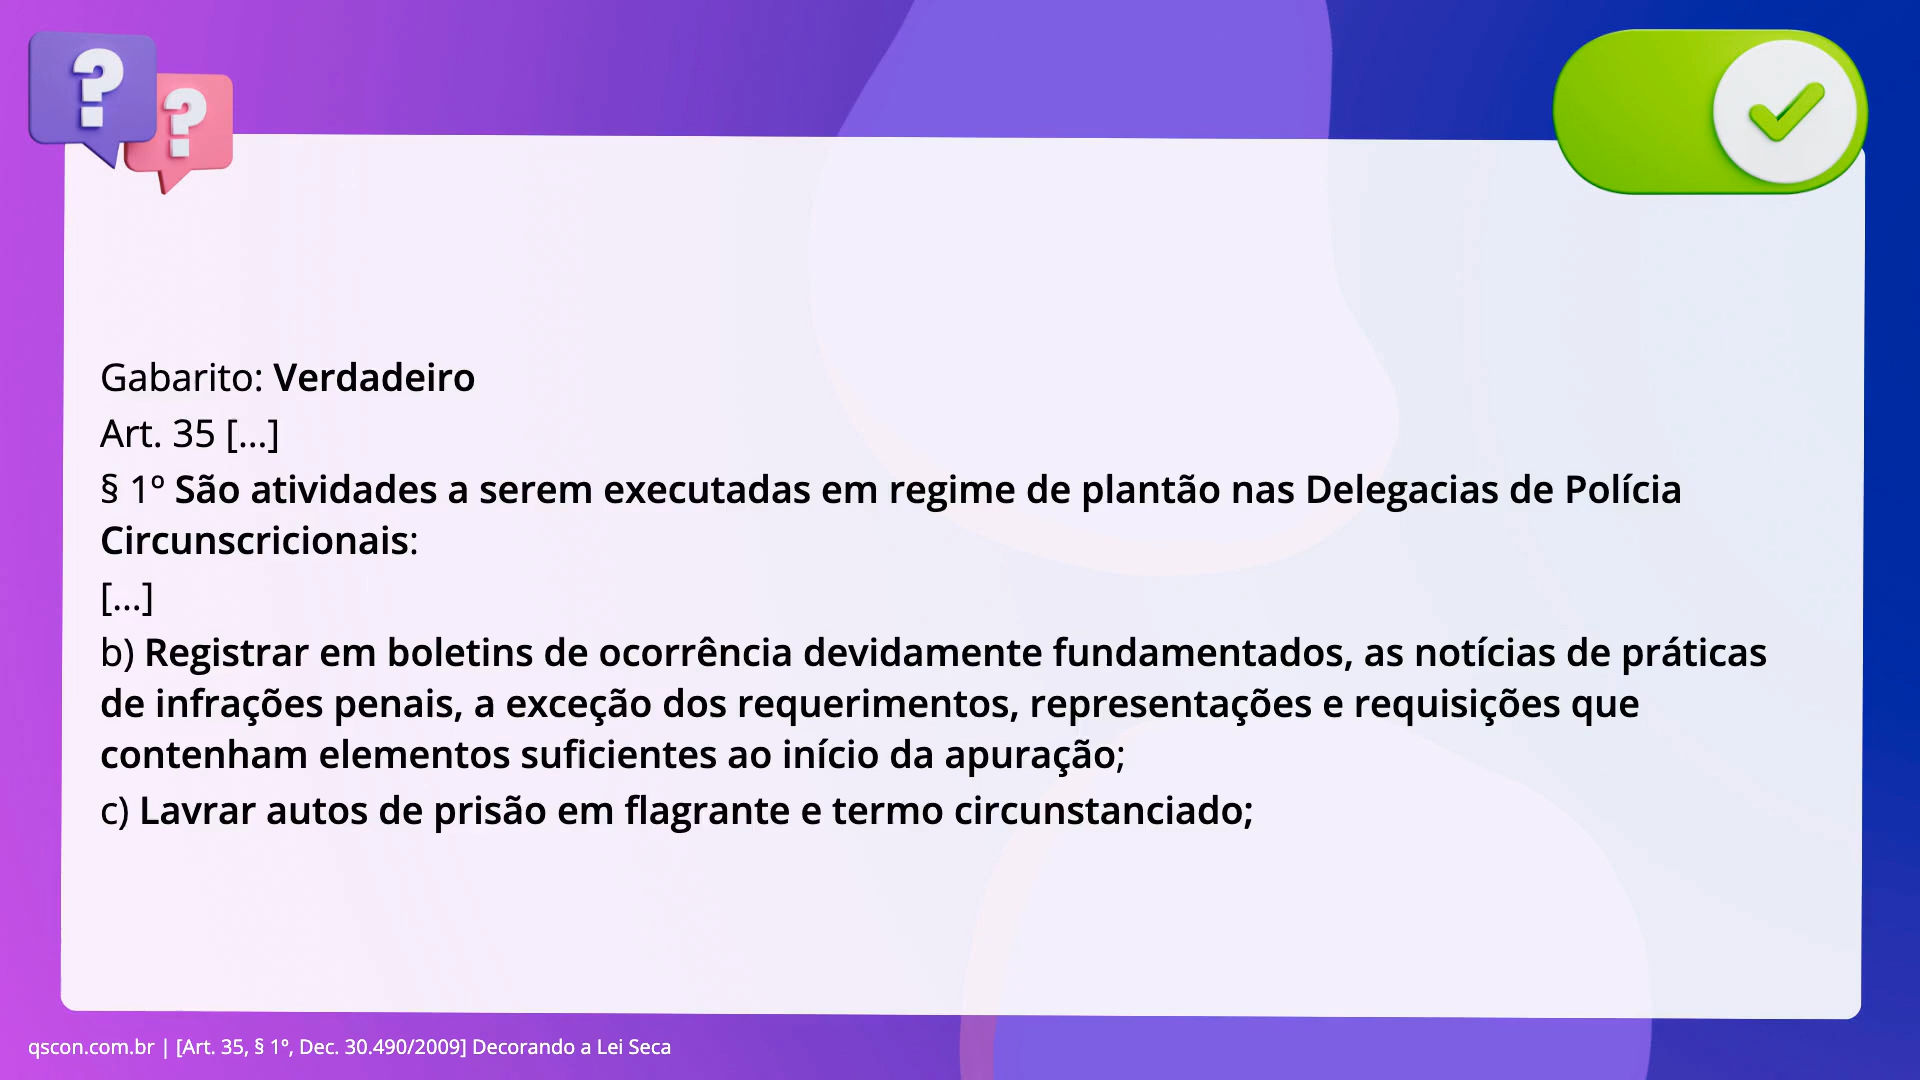 Gabarito: Verdadeiro
Art. 35 [...]
§ 1º São atividades a serem executadas em regime de plantão nas Delegacias de Polícia
Circunscricionais:
[...]
b) Registrar em boletins de ocorrência devidamente fundamentados, as notícias de práticas
de infrações penais, a exceção dos requerimentos, representações e requisições que
contenham elementos suficientes ao início da apuração;
c) Lavrar autos de prisão em flagrante e termo circunstanciado;
qscon.com.br | [Art. 35, § 1º, Dec. 30.490/2009] Decorando a Lei Seca